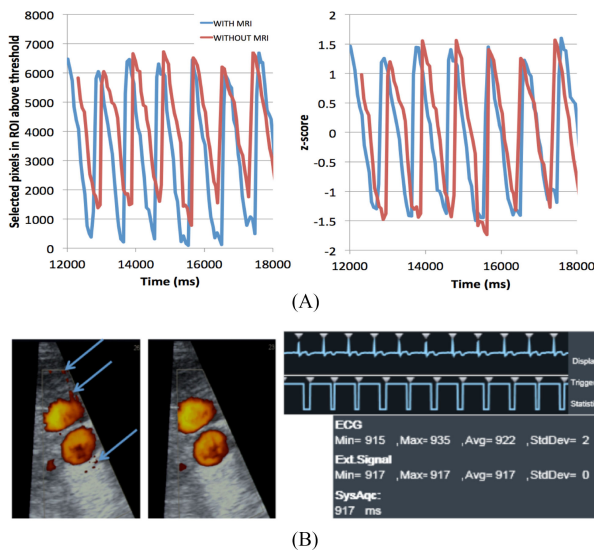 WITH MRI
WITHOUT MRI
Selected pixels in ROI above threshold
8000
7000
6000
5000
4000
3000
2000
1000
0
12000 14000 16000 18000
Time (ms)
z-score
2
1.5
1
0.5
0
-0.5
-1
-1.5
-2
12000 14000 16000 18000
Time (ms)
(A)
Displa
Trigge
Statisti
ECG
Min= 915 ,Max= 935 ,Avg= 922 ,StdDev= 2
Ext.Signal
Min= 917 ,Max= 917 ,Avg= 917 ,StdDev= 0
SysAqc:
917 ms
(B)